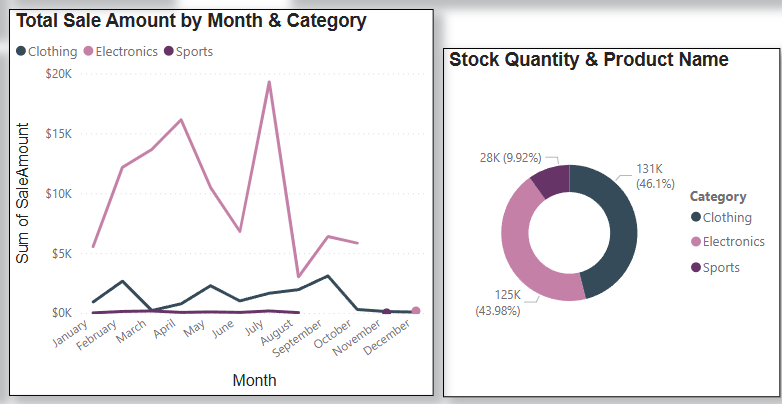 Total Sale Amount by Month & Category
Clothing Electronics Sports
$20K
$15K
$10K
$5K
$0K
Sum of SaleAmount
January February March April May June July August September October November December
Month
Stock Quantity & Product Name
28K (9.92%)
131K
(46.1%)
125K
(43.98%)
Category
Clothing
Electronics
Sports